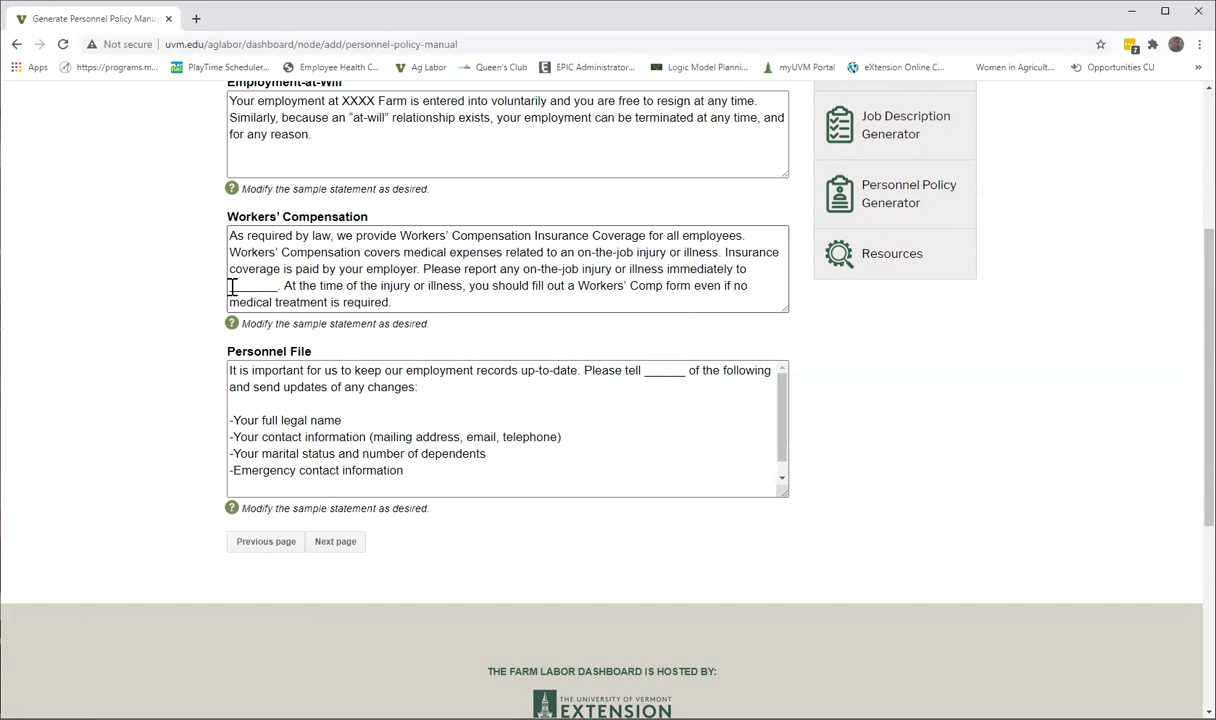 Generate Personnel Policy Manu
Not secure
uvm.edu/aglabor/dashboard/node/add/personnel-policy-manual
7
Apps
https://programs.m...
PlayTime Scheduler...
Employee Health C...
Ag Labor
Queen's Club
EPIC Administrator...
Logic Model Planni...
myUVM Portal
eXtension Online C...
Women in Agricult...
Opportunities CU
»
Employment-at-Will
Your employment at XXXX Farm is entered into voluntarily and you are free to resign at any time.
Similarly, because an “at-will” relationship exists, your employment can be terminated at any time, and
for any reason.
Modify the sample statement as desired.
Workers’ Compensation
As required by law, we provide Workers’ Compensation Insurance Coverage for all employees.
Workers’ Compensation covers medical expenses related to an on-the-job injury or illness. Insurance
coverage is paid by your employer. Please report any on-the-job injury or illness immediately to
_______. At the time of the injury or illness, you should fill out a Workers’ Comp form even if no
medical treatment is required.
Modify the sample statement as desired.
Personnel File
It is important for us to keep our employment records up-to-date. Please tell ______ of the following
and send updates of any changes:
-Your full legal name
-Your contact information (mailing address, email, telephone)
-Your marital status and number of dependents
-Emergency contact information
Modify the sample statement as desired.
Previous page
Next page
Job Description
Generator
Personnel Policy
Generator
Resources
THE FARM LABOR DASHBOARD IS HOSTED BY:
THE UNIVERSITY OF VERMONT
EXTENSION